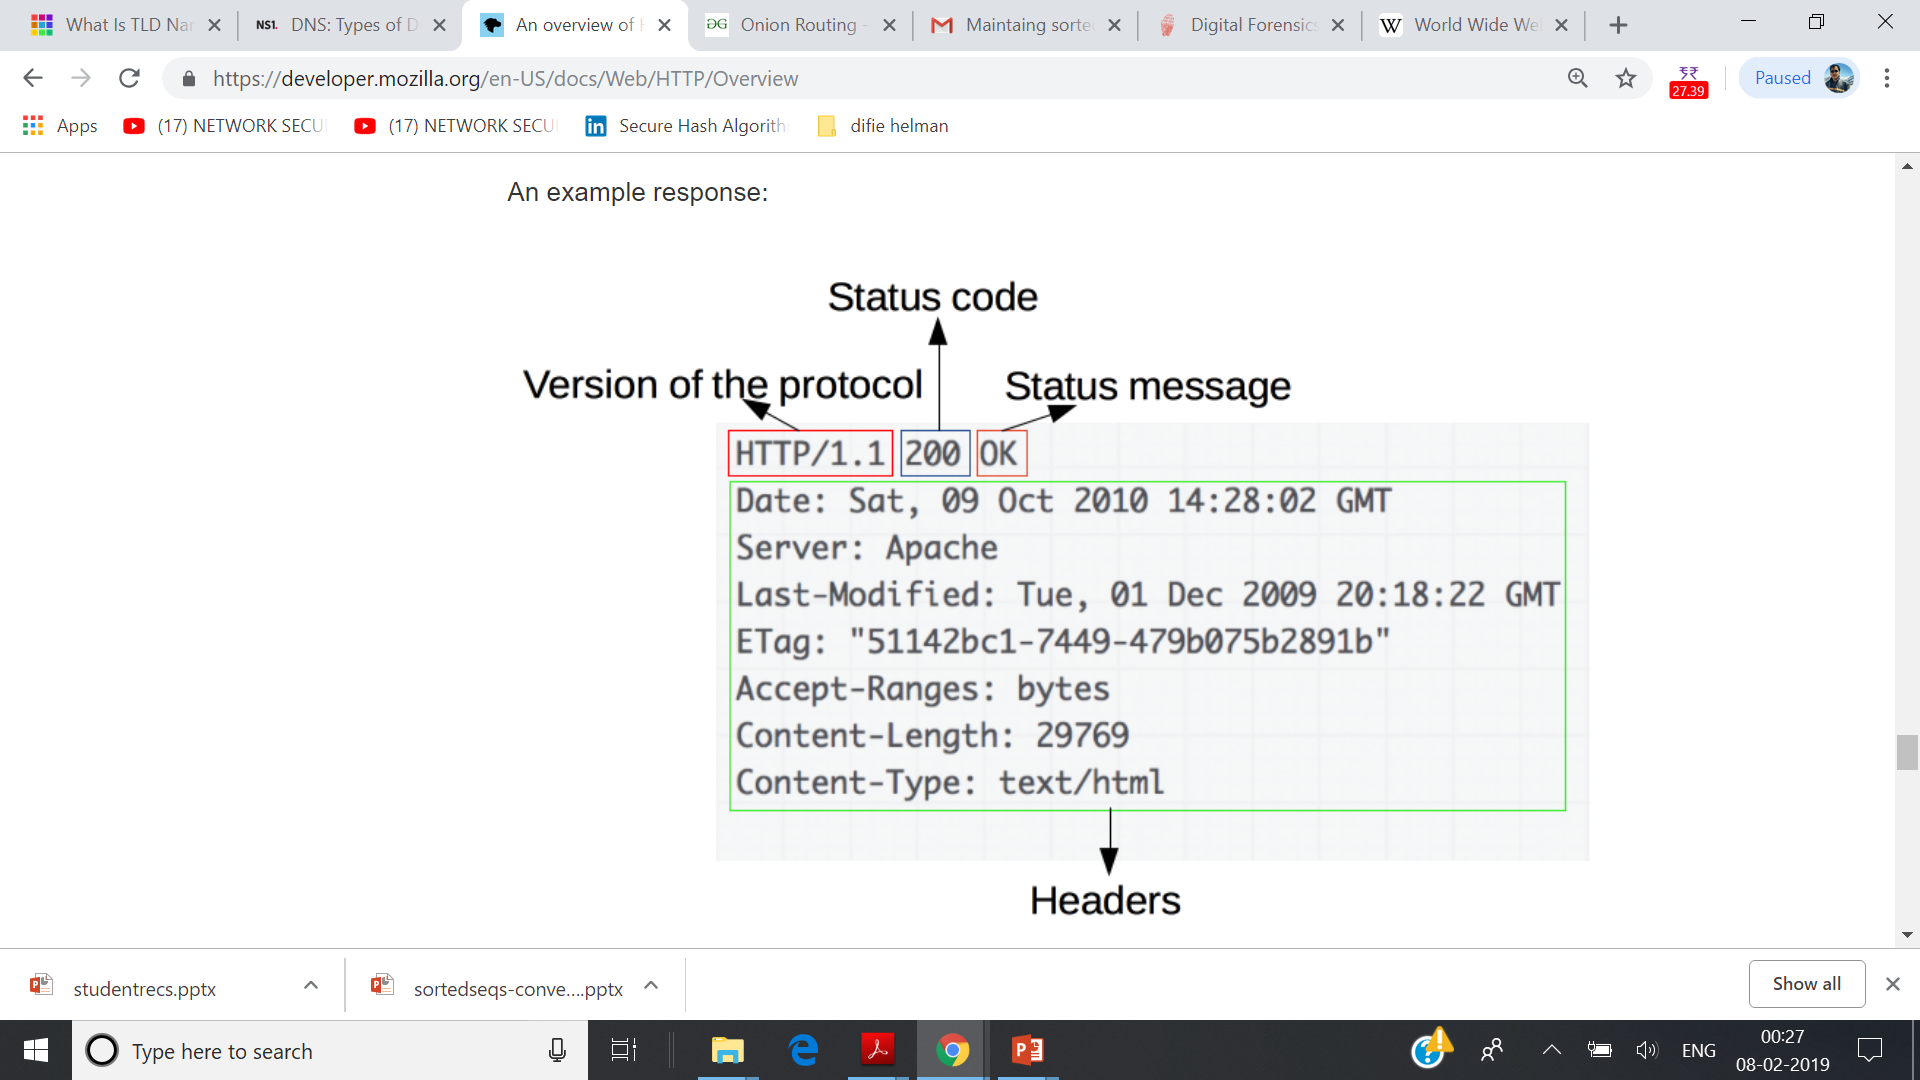 What Is TLD Nar
DNS: Types of D
An overview of H
Onion Routing -
Maintaing sorte
Digital Forensics
World Wide Wel
https://developer.mozilla.org/en-US/docs/Web/HTTP/Overview
₹₹
27.39
Paused
Apps
(17) NETWORK SECU
(17) NETWORK SECU
Secure Hash Algorith
difie helman
An example response:
Status code
Version of the protocol
Status message
HTTP/1.1 200 OK
Date: Sat, 09 Oct 2010 14:28:02 GMT
Server: Apache
Last-Modified: Tue, 01 Dec 2009 20:18:22 GMT
ETag: "51142bc1-7449-479b075b2891b"
Accept-Ranges: bytes
Content-Length: 29769
Content-Type: text/html
Headers
studentrecs.pptx
sortedseqs-conve....pptx
Show all
Type here to search
ENG
00:27
08-02-2019